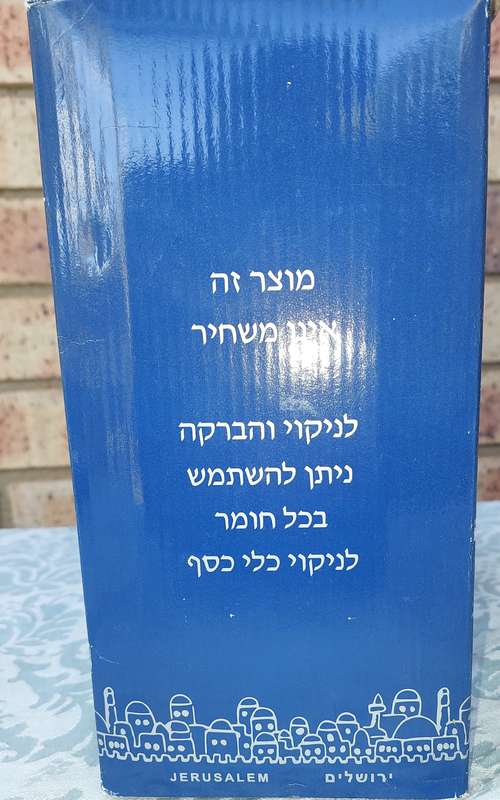 מוצר זה
אינו משחיר
לניקוי והברקה
ניתן להשתמש
בכל חומר
לניקוי כלי כסף
JERUSALEM ירושלים